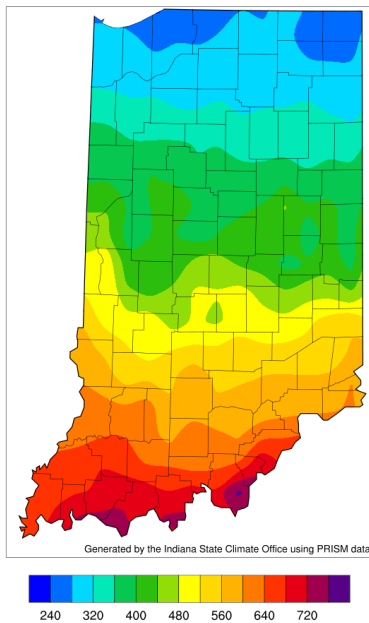 Generated by the Indiana State Climate Office using PRISM data
240 320 400 480 560 640 720